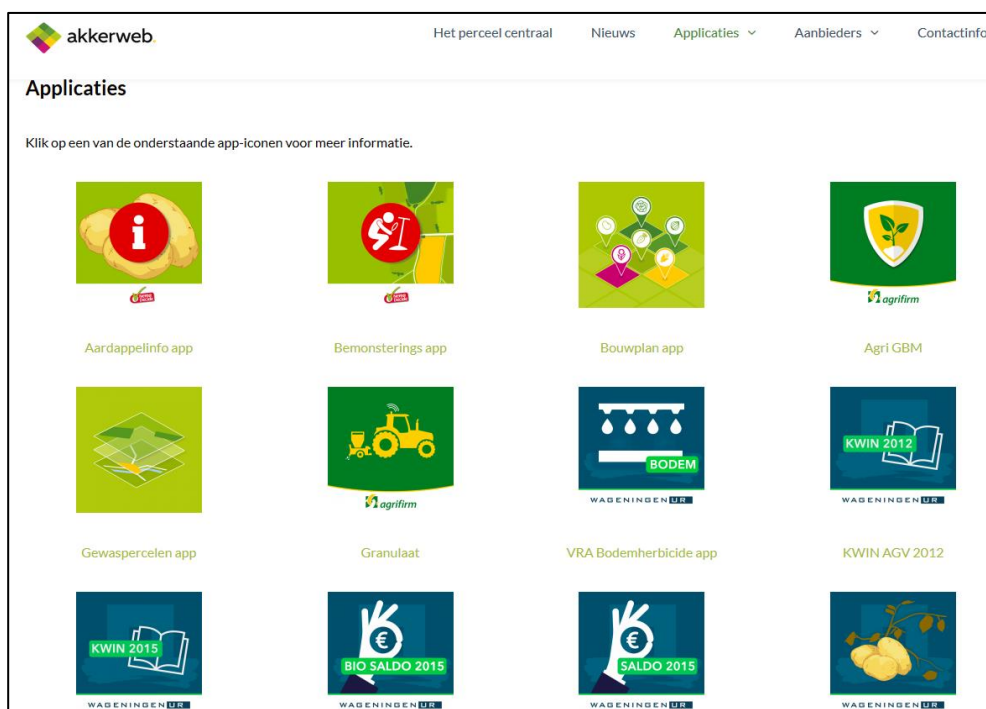 akkerweb.
Het perceel centraal Nieuws Applicaties Aanbieders Contactinfo
Applicaties
Klik op een van de onderstaande app-iconen voor meer informatie.
agrifirm
Aardappelinfo app Bemonsterings app Bouwplan app Agri GBM
BODEM
KWIN 2012
agrifirm
WAGENINGEN UR
WAGENINGEN UR
Gewaspercelen app Granulaat VRA Bodemherbicide app KWIN AGV 2012
KWIN 2015
€
BIO SALDO 2015
€
SALDO 2015
WAGENINGEN UR
WAGENINGEN UR
WAGENINGEN UR
WAGENINGEN UR